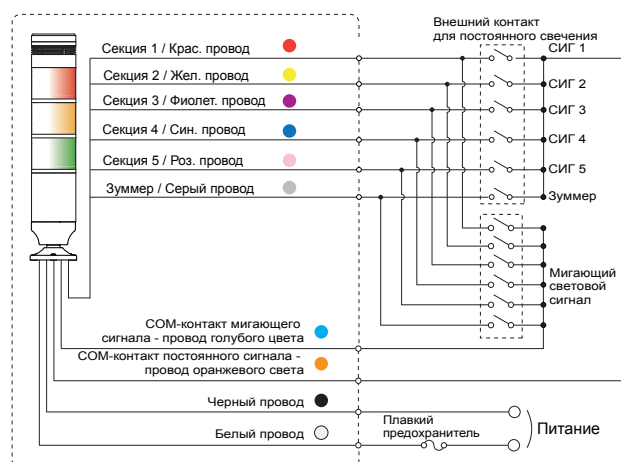 Внешний контакт
для постоянного свечения
Секция 1 / Крас. провод
СИГ 1
Секция 2 / Жел. провод
СИГ 2
Секция 3 / Фиолет. провод
СИГ 3
Секция 4 / Син. провод
СИГ 4
Секция 5 / Роз. провод
СИГ 5
Зуммер / Серый провод
Зуммер
Мигающий
световой
сигнал
COM-контакт мигающего
сигнала - провод голубого цвета
COM-контакт постоянного сигнала -
провод оранжевого света
Черный провод
Белый провод
Плавкий
предохранитель
Питание